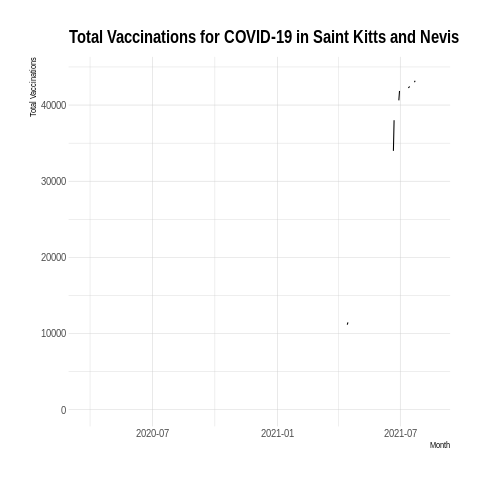 Total Vaccinations for COVID-19 in Saint Kitts and Nevis
Total Vaccinations
40000
30000
20000
10000
0
2020-07
2021-01
2021-07
Month